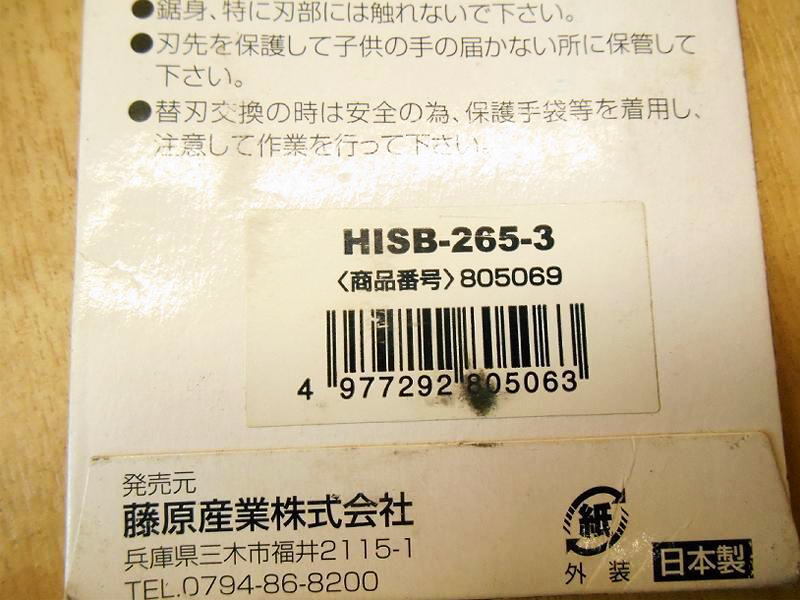 ●鋸身、特に刃部には触れないで下さい。
●刃先を保護して子供の手の届かない所に保管して
下さい。
●替刃交換の時は安全の為、保護手袋等を着用し、
注意して作業を行って下さい。
HISB-265-3
〈商品番号〉805069
4 977292 805063
発売元
藤原産業株式会社
兵庫県三木市福井2115-1
TEL.0794-86-8200
紙
外装
日本製